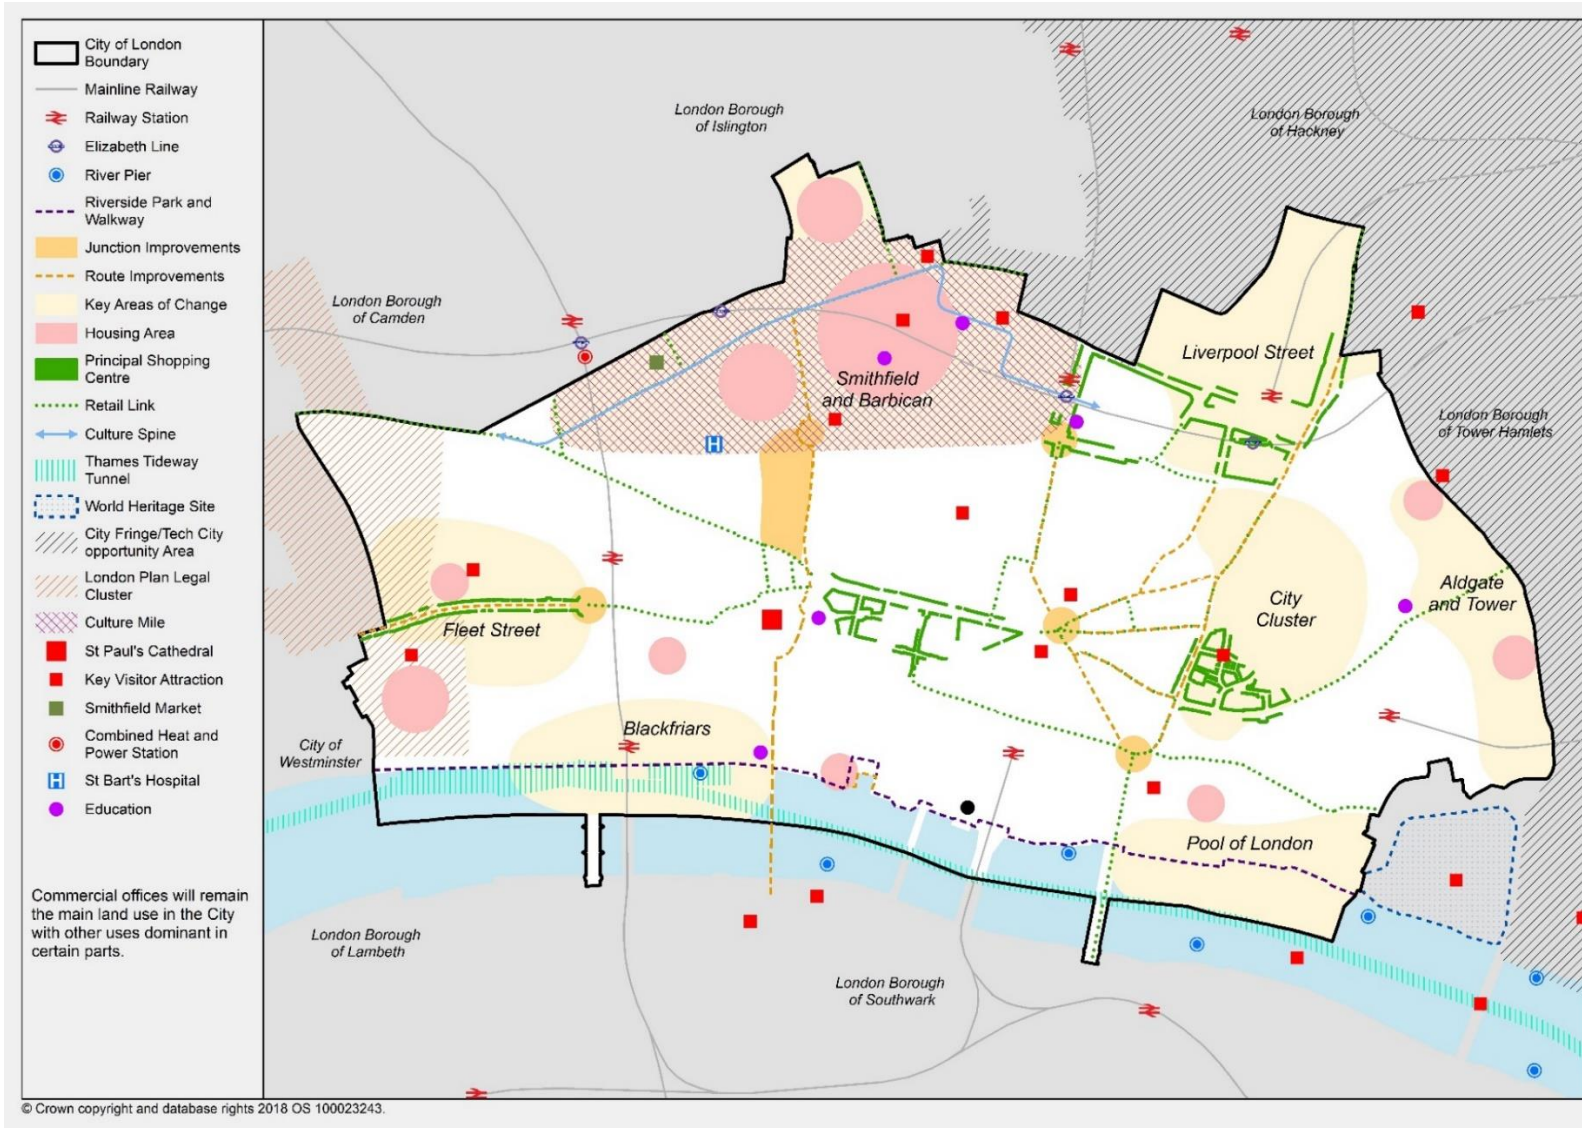 City of London
Boundary
Mainline Railway
Railway Station
Elizabeth Line
River Pier
Riverside Park and
Walkway
Junction Improvements
Route Improvements
Key Areas of Change
Housing Area
Principal Shopping
Centre
Retail Link
Culture Spine
Thames Tideway
Tunnel
World Heritage Site
City Fringe/Tech City
opportunity Area
London Plan Legal
Cluster
Culture Mile
St Paul's Cathedral
Key Visitor Attraction
Smithfield Market
Combined Heat and
Power Station
H
St Bart's Hospital
Education
Commercial offices will remain
the main land use in the City
with other uses dominant in
certain parts.
London Borough
of Islington
London Borough
of Hackney
London Borough
of Camden
Liverpool Street
Smithfield
and Barbican
London Borough
of Tower Hamlets
H
City
Cluster
Aldgate
and Tower
Fleet Street
Blackfriars
City of
Westminster
Pool of London
London Borough
of Lambeth
London Borough
of Southwark
© Crown copyright and database rights 2018 OS 100023243.